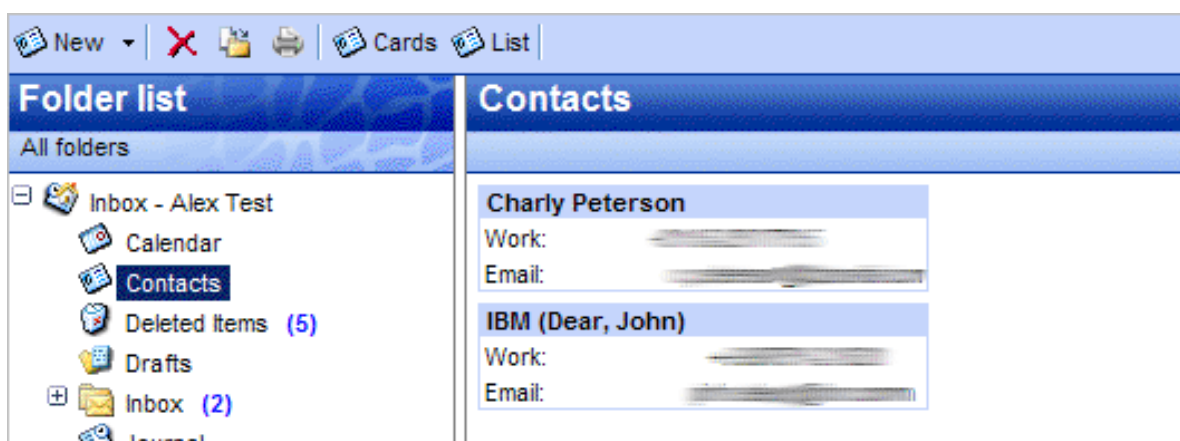 New Cards List
Folder list
All folders
Inbox - Alex Test
Calendar
Contacts
Deleted Items (5)
Drafts
Inbox (2)
Journal
Contacts
Charly Peterson
Work:
Email:
IBM (Dear, John)
Work:
Email: